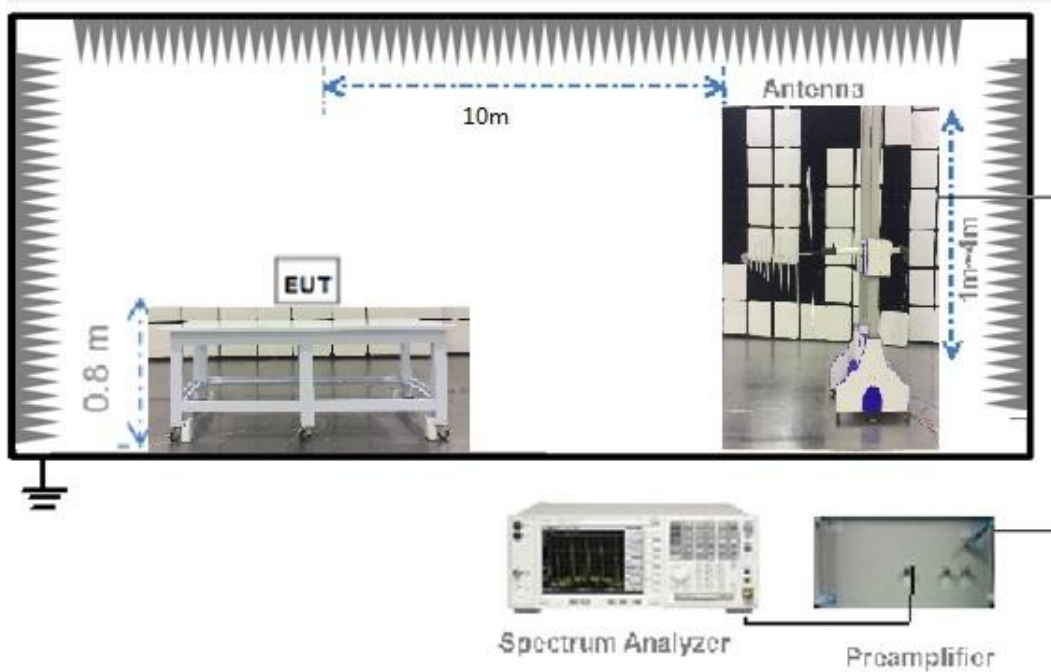 Antenna
10m
1m~4m
EUT
0.8 m
Spectrum Analyzer
Preamplifier